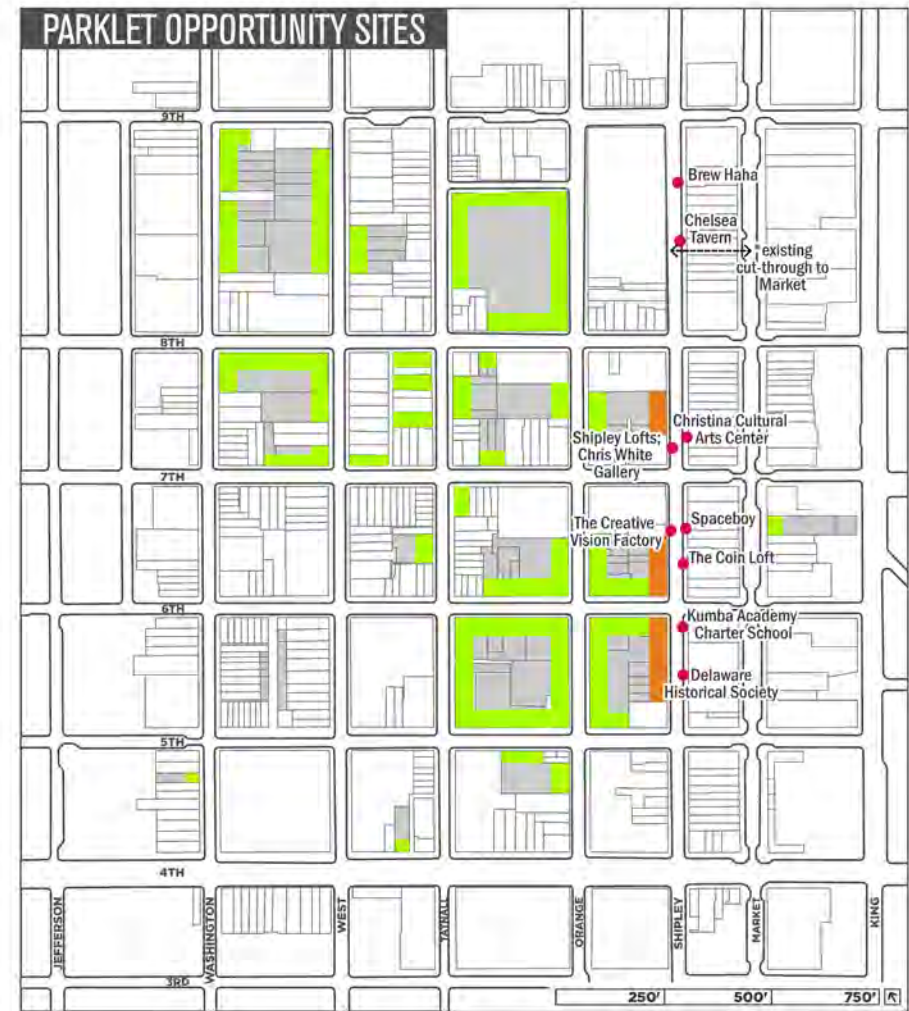 PARKLET OPPORTUNITY SITES
9TH
Brew Haha
Chelsea
Tavern
* existing
cut-through to
Market
8TH
Christina Cultural
Arts Center
Shipley Lofts;
Chris White
Gallery
7TH
The Creative
Vision Factory
Spaceboy
The Coin Loft
6TH
Kumba Academy
Charter School
Delaware
Historical Society
5TH
4TH
JEFFERSON
WASHINGTON
WEST
TATNALL
ORANGE
SHIPLEY
MARKET
KING
3RD
250'
500'
750'